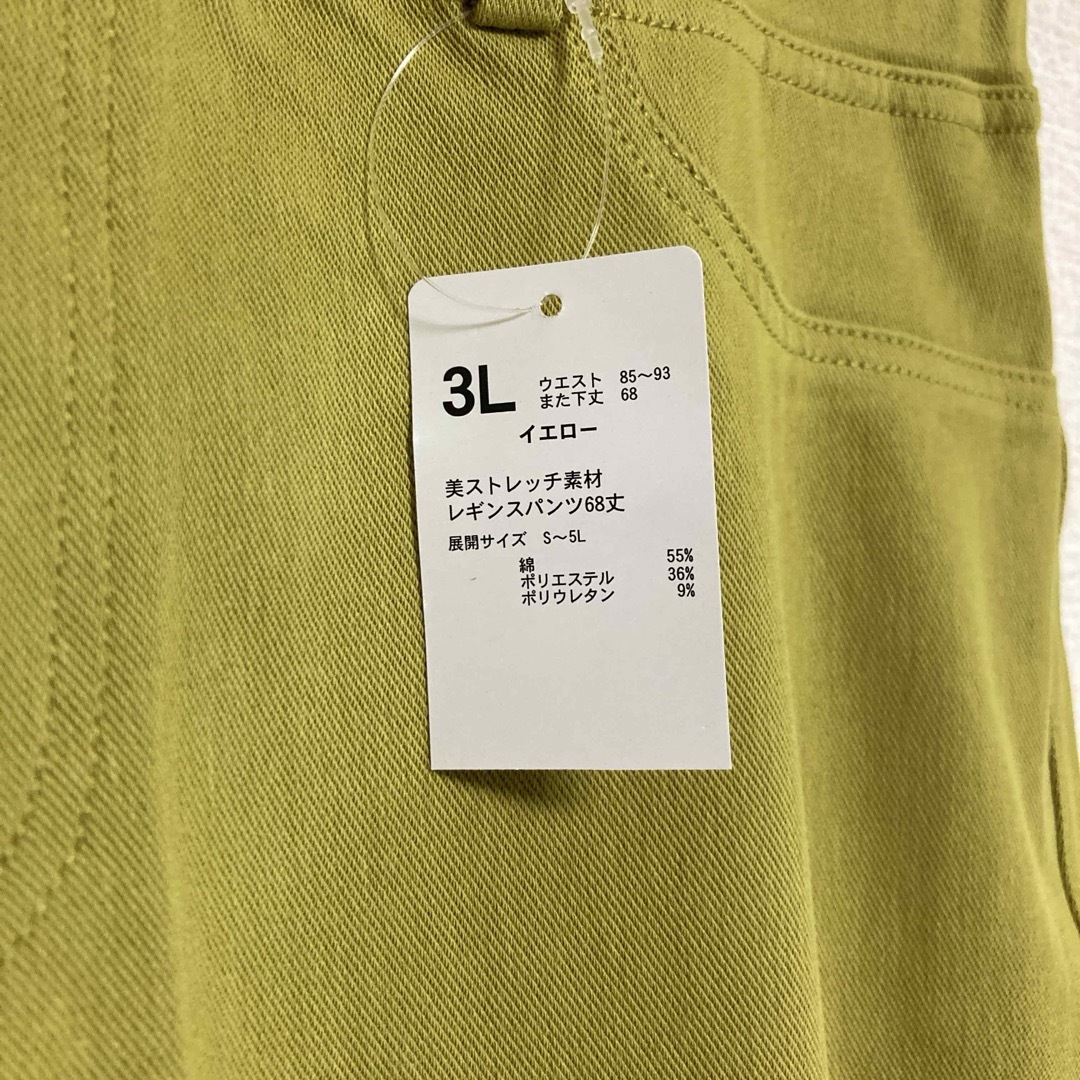 3L ウエスト 85～93
また下丈 68
イエロー
美ストレッチ素材
レギンスパンツ68丈
展開サイズ S～5L
綿 55%
ポリエステル 36%
ポリウレタン 9%